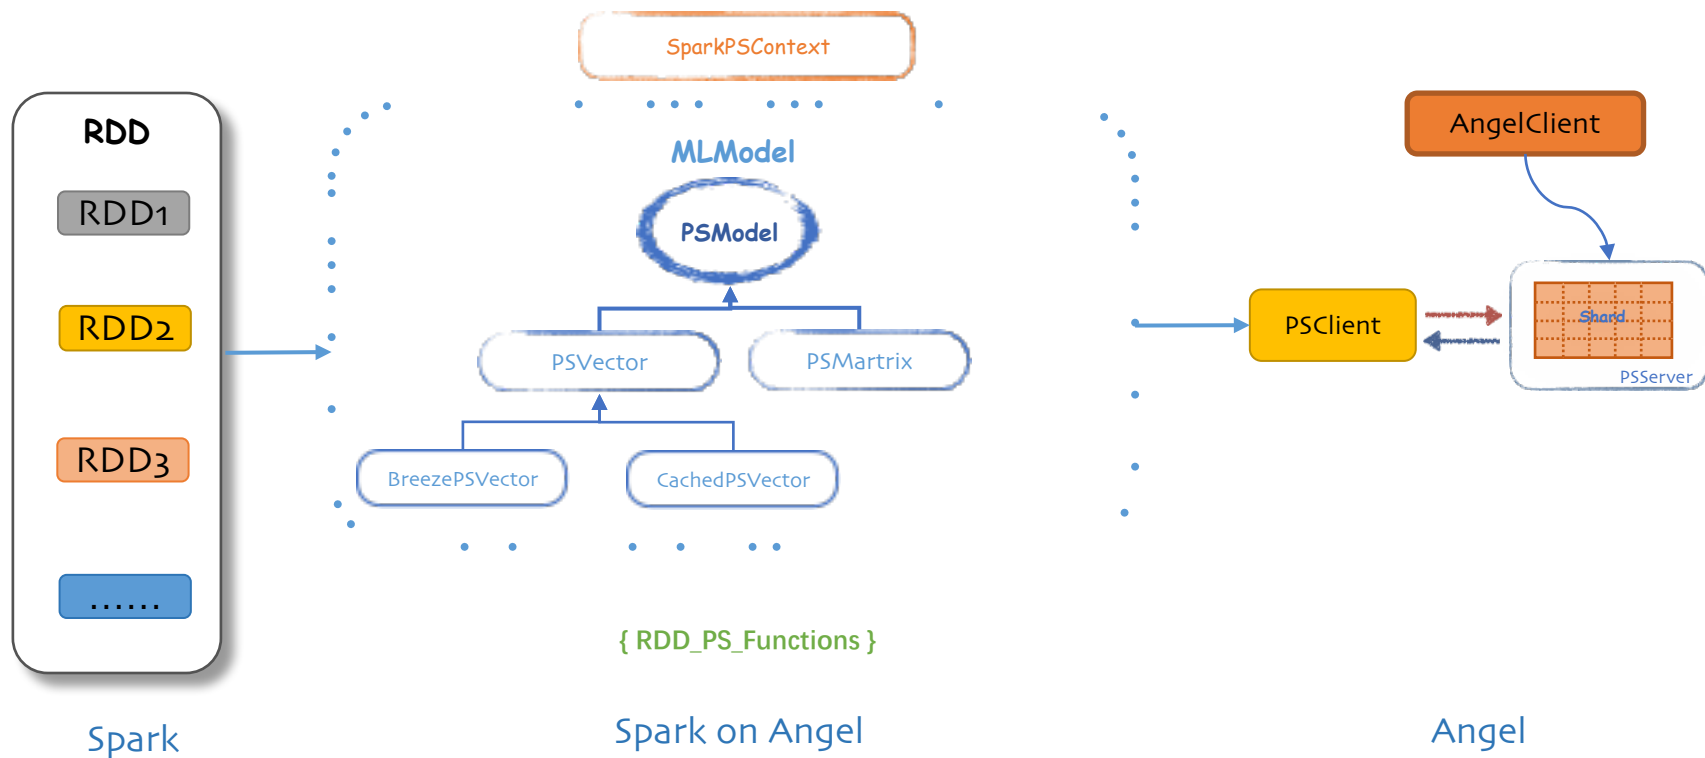 SparkPSContext
RDD
RDD1
RDD2
RDD3
......
MLModel
PSModel
PSVector
PSMartrix
BreezePSVector
CachedPSVector
{ RDD_PS_Functions }
AngelClient
PSClient
Shard
PSServer
Spark
Spark on Angel
Angel